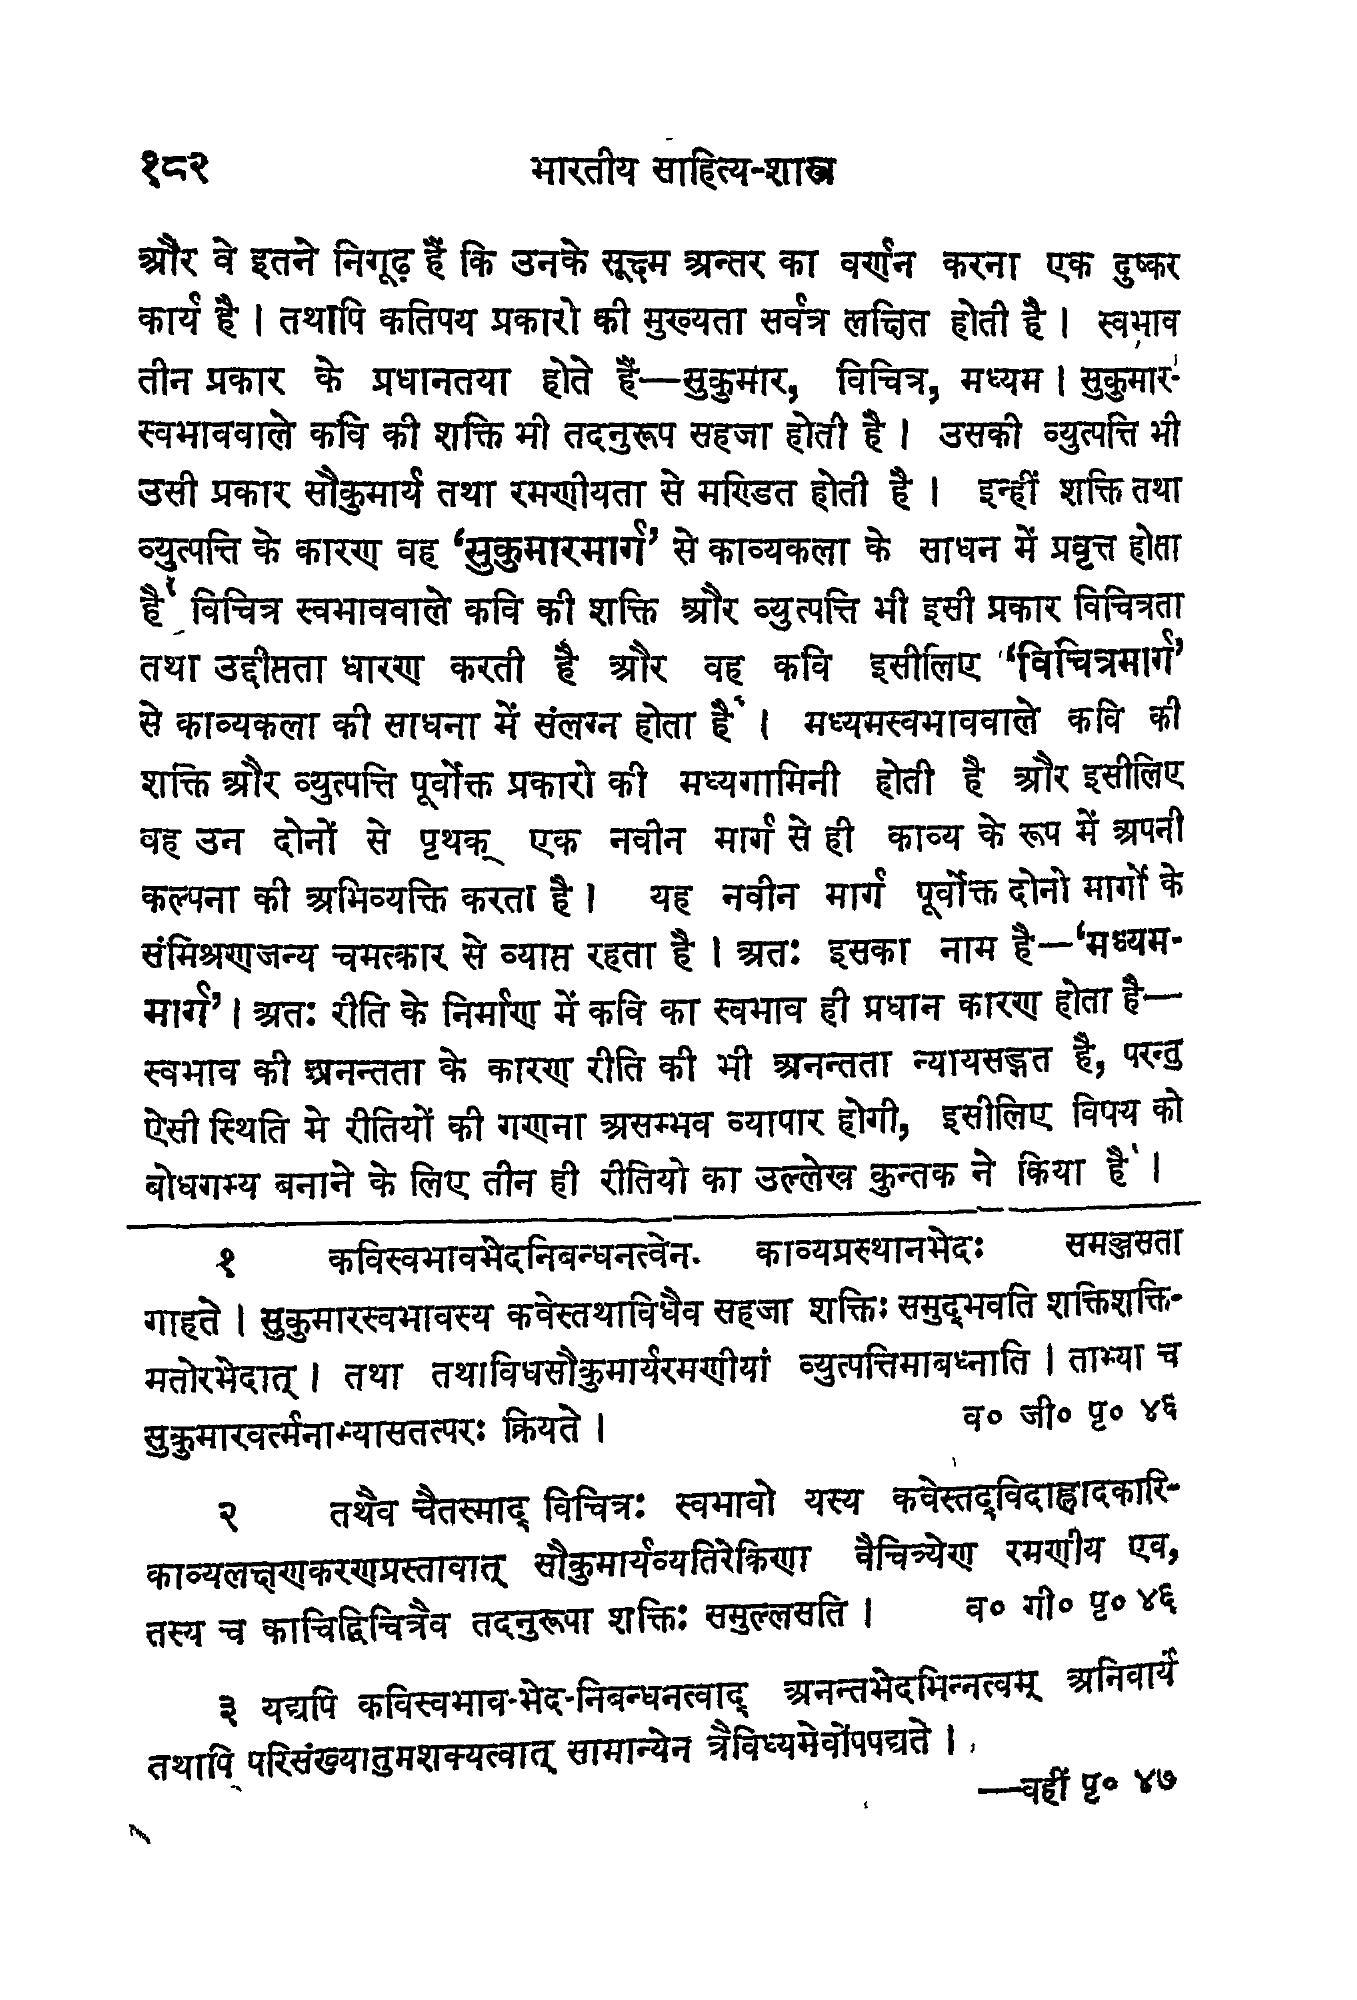 १८२ भारतीय साहित्य-शास्त्र
और वे इतने निगूढ़ हैं कि उनके सूक्ष्म अन्तर का वर्णन करना एक दुष्कर
कार्य है । तथापि कतिपय प्रकारो की मुख्यता सर्वत्र लक्षित होती है । स्वभाव
तीन प्रकार के प्रधानतया होते हैं—सुकुमार, विचित्र, मध्यम । सुकुमार-
स्वभाववाले कवि की शक्ति भी तदनुरूप सहजा होती है । उसकी व्युत्पत्ति भी
उसी प्रकार सौकुमार्य तथा रमणीयता से मण्डित होती है । इन्हीं शक्ति तथा
व्युत्पत्ति के कारण वह ‘सुकुमारमार्ग’ से काव्यकला के साधन में प्रवृत्त होता
है१ विचित्र स्वभाववाले कवि की शक्ति और व्युत्पत्ति भी इसी प्रकार विचित्रता
तथा उद्दीप्तता धारण करती है और वह कवि इसीलिए ‘विचित्रमार्ग’
से काव्यकला की साधना में संलग्न होता है२ । मध्यमस्वभाववाले कवि की
शक्ति और व्युत्पत्ति पूर्वोक्त प्रकारो की मध्यगामिनी होती है और इसीलिए
वह उन दोनों से पृथक् एक नवीन मार्ग से ही काव्य के रूप में अपनी
कल्पना की अभिव्यक्ति करता है । यह नवीन मार्ग पूर्वोक्त दोनो मार्गों के
संमिश्रणजन्य चमत्कार से व्याप्त रहता है । अतः इसका नाम है—‘मध्यम-
मार्ग’ । अतः रीति के निर्माण में कवि का स्वभाव ही प्रधान कारण होता है—
स्वभाव की अनन्तता के कारण रीति की भी अनन्तता न्यायसङ्गत है, परन्तु
ऐसी स्थिति मे रीतियों की गणना असम्भव व्यापार होगी, इसीलिए विषय को
बोधगम्य बनाने के लिए तीन ही रीतियो का उल्लेख कुन्तक ने किया है३ ।
१ कविस्वभावभेदनिबन्धनत्वेन. काव्यप्रस्थानभेदः समञ्जसता
गाहते । सुकुमारस्वभावस्य कवेस्तथाविधैव सहजा शक्तिः समुद्भवति शक्तिशक्ति-
मतोरभेदात् । तथा तथाविधसौकुमार्यरमणीयां व्युत्पत्तिमाबध्नाति । ताभ्या च
सुकुमारवर्त्मनाभ्यासतत्परः क्रियते । व० जी० पृ० ४६
२ तथैव चैतस्माद् विचित्रः स्वभावो यस्य कवेस्तद्विदाह्लादकारि-
काव्यलक्षणकरणप्रस्तावात् सौकुमार्यव्यतिरेकिणा वैचित्र्येण रमणीय एव,
तस्य च काचिद्विचित्रैव तदनुरूपा शक्तिः समुल्लसति । व० गी० पृ० ४६
३ यद्यपि कविस्वभाव-भेद-निबन्धनत्वाद् अनन्तभेदभिन्नत्वम् अनिवार्यं
तथापि परिसंख्यातुमशक्यत्वात् सामान्येन त्रैविध्यमेवोपपद्यते ।
—वहीं पृ० ४७